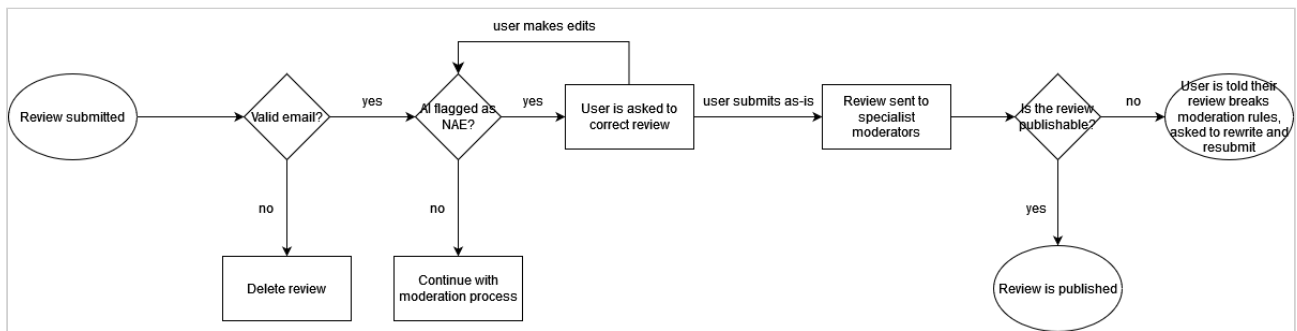 user makes edits
Review submitted
Valid email?
yes
AI flagged as
NAE?
yes
User is asked to
correct review
user submits as-is
Review sent to
specialist
moderators
Is the review
publishable?
no
User is told their
review breaks
moderation rules,
asked to rewrite and
resubmit
no
no
yes
Delete review
Continue with
moderation process
Review is published